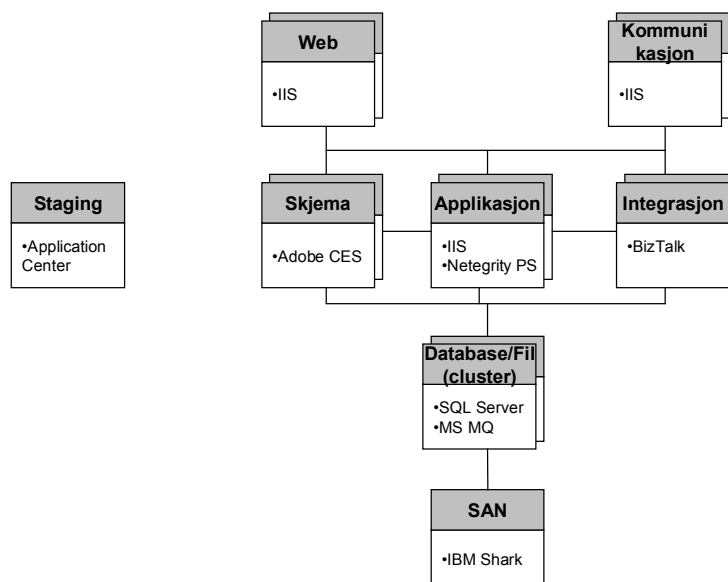 Web
•IIS
Kommuni
kasjon
•IIS
Staging
•Application
Center
Skjema
•Adobe CES
Applikasjon
•IIS
•Netegrity PS
Integrasjon
•BizTalk
Database/Fil
(cluster)
•SQL Server
•MS MQ
SAN
•IBM Shark